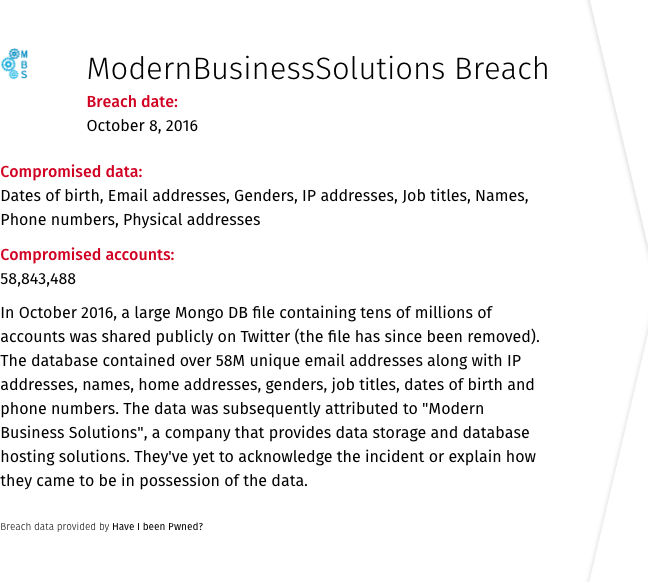 M
B
S
ModernBusinessSolutions Breach
Breach date:
October 8, 2016
Compromised data:
Dates of birth, Email addresses, Genders, IP addresses, Job titles, Names,
Phone numbers, Physical addresses
Compromised accounts:
58,843,488
In October 2016, a large Mongo DB file containing tens of millions of
accounts was shared publicly on Twitter (the file has since been removed).
The database contained over 58M unique email addresses along with IP
addresses, names, home addresses, genders, job titles, dates of birth and
phone numbers. The data was subsequently attributed to "Modern
Business Solutions", a company that provides data storage and database
hosting solutions. They've yet to acknowledge the incident or explain how
they came to be in possession of the data.
Breach data provided by Have I been Pwned?